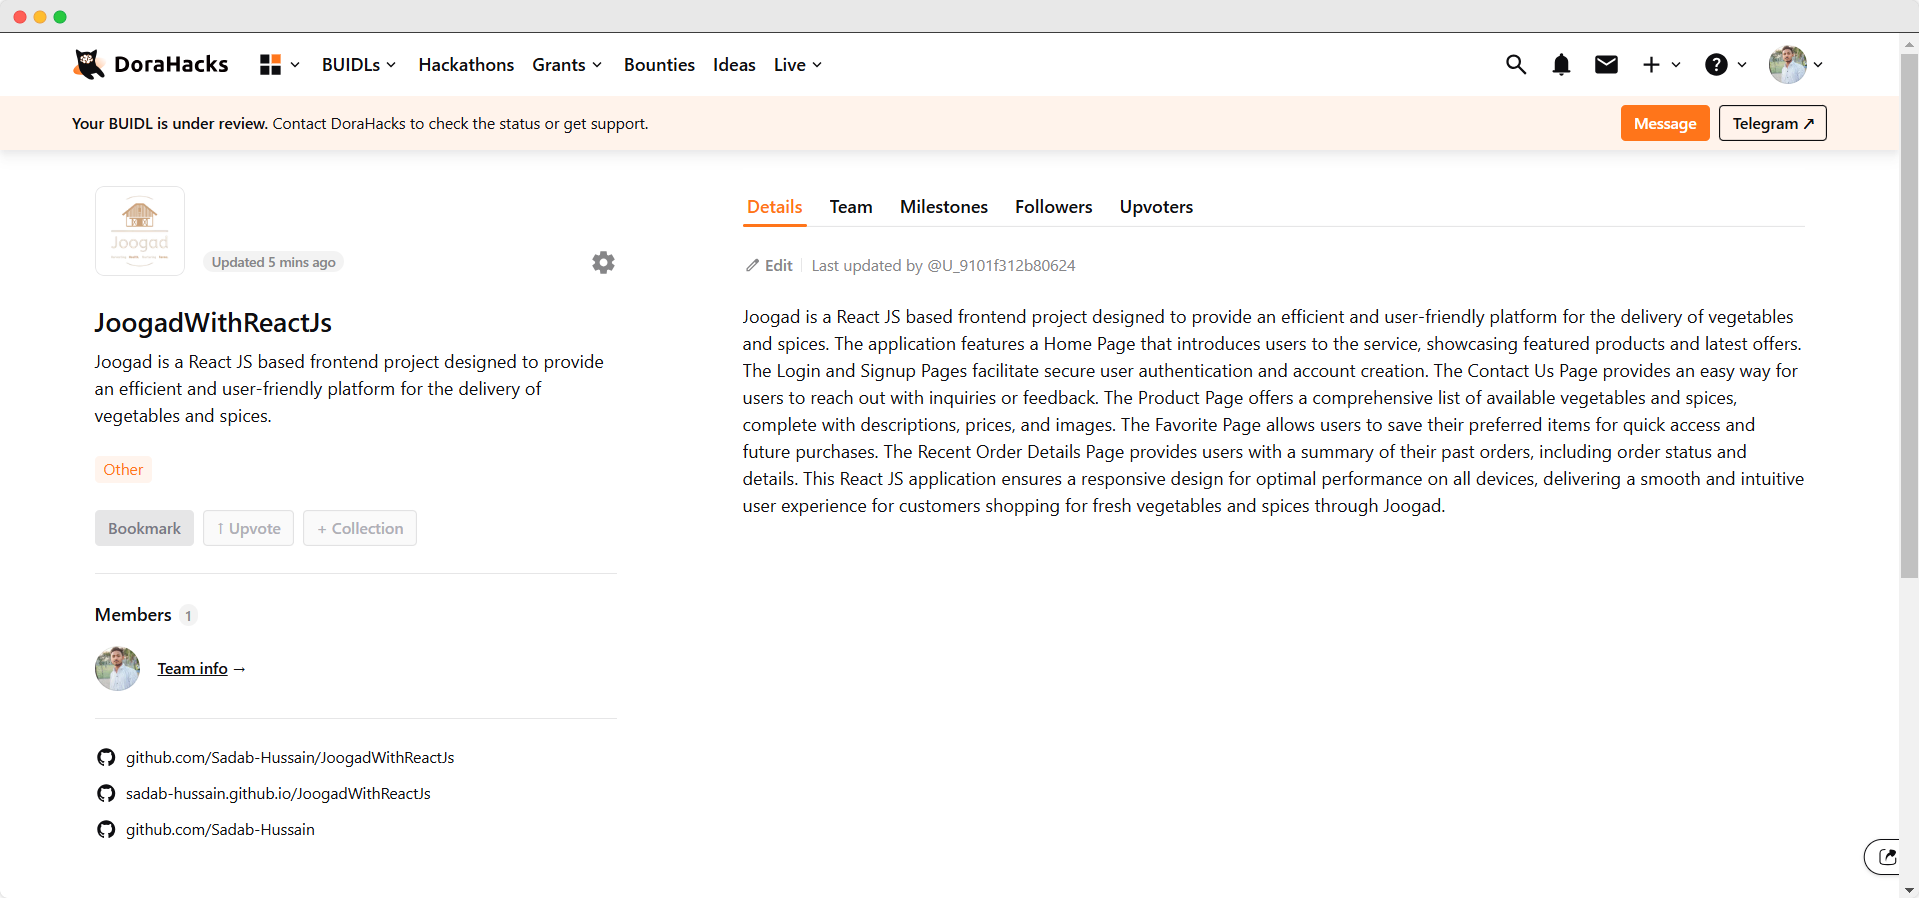 DoraHacks
BUIDLs
Hackathons
Grants
Bounties
Ideas
Live
Your BUIDL is under review. Contact DoraHacks to check the status or get support.
Message
Telegram ↗
Joogad
Updated 5 mins ago
JoogadWithReactJs
Joogad is a React JS based frontend project designed to provide
an efficient and user-friendly platform for the delivery of
vegetables and spices.
Other
Bookmark
↑ Upvote
+ Collection
Members 1
Team info →
github.com/Sadab-Hussain/JoogadWithReactJs
sadab-hussain.github.io/JoogadWithReactJs
github.com/Sadab-Hussain
Details
Team
Milestones
Followers
Upvoters
Edit
Last updated by @U_9101f312b80624
Joogad is a React JS based frontend project designed to provide an efficient and user-friendly platform for the delivery of vegetables
and spices. The application features a Home Page that introduces users to the service, showcasing featured products and latest offers.
The Login and Signup Pages facilitate secure user authentication and account creation. The Contact Us Page provides an easy way for
users to reach out with inquiries or feedback. The Product Page offers a comprehensive list of available vegetables and spices,
complete with descriptions, prices, and images. The Favorite Page allows users to save their preferred items for quick access and
future purchases. The Recent Order Details Page provides users with a summary of their past orders, including order status and
details. This React JS application ensures a responsive design for optimal performance on all devices, delivering a smooth and intuitive
user experience for customers shopping for fresh vegetables and spices through Joogad.